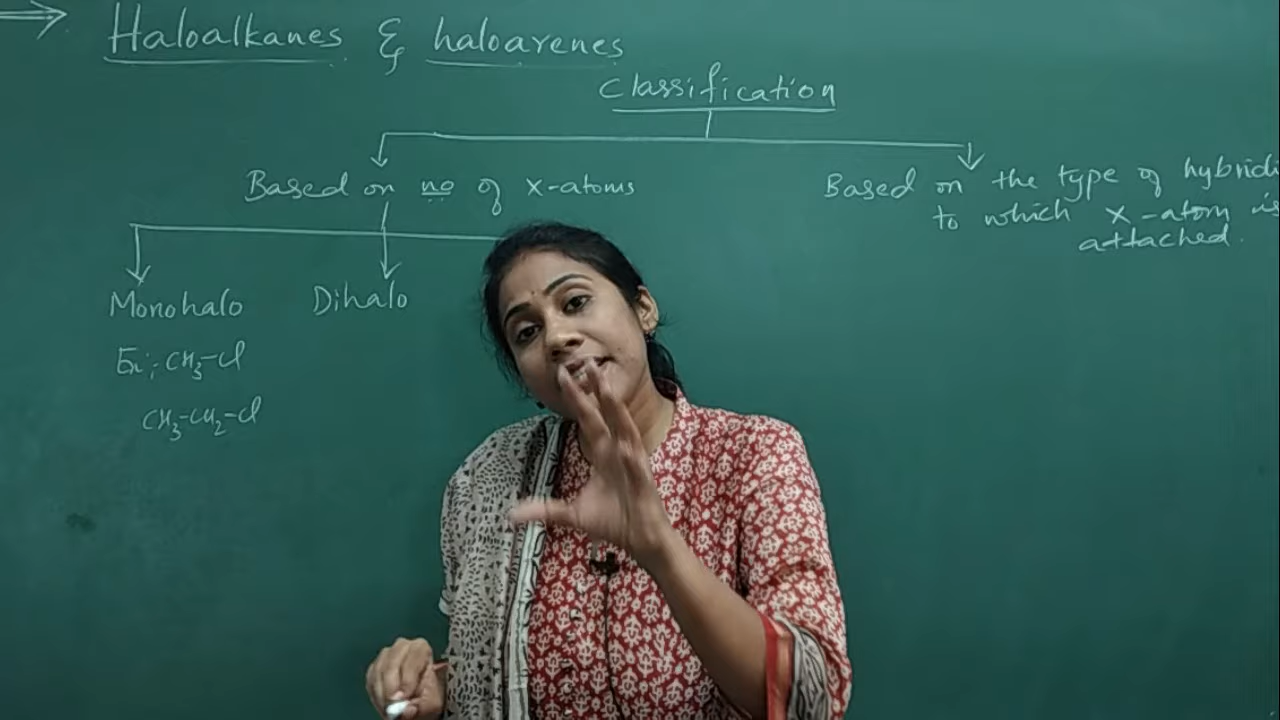 ⇒ Haloalkanes & haloarenes
Classification
Based on no of X-atoms
Based on the type of hybridi
to which X-atom is
attached.
Monohalo
Dihalo
Ex; CH₃-Cl
CH₃-CH₂-Cl